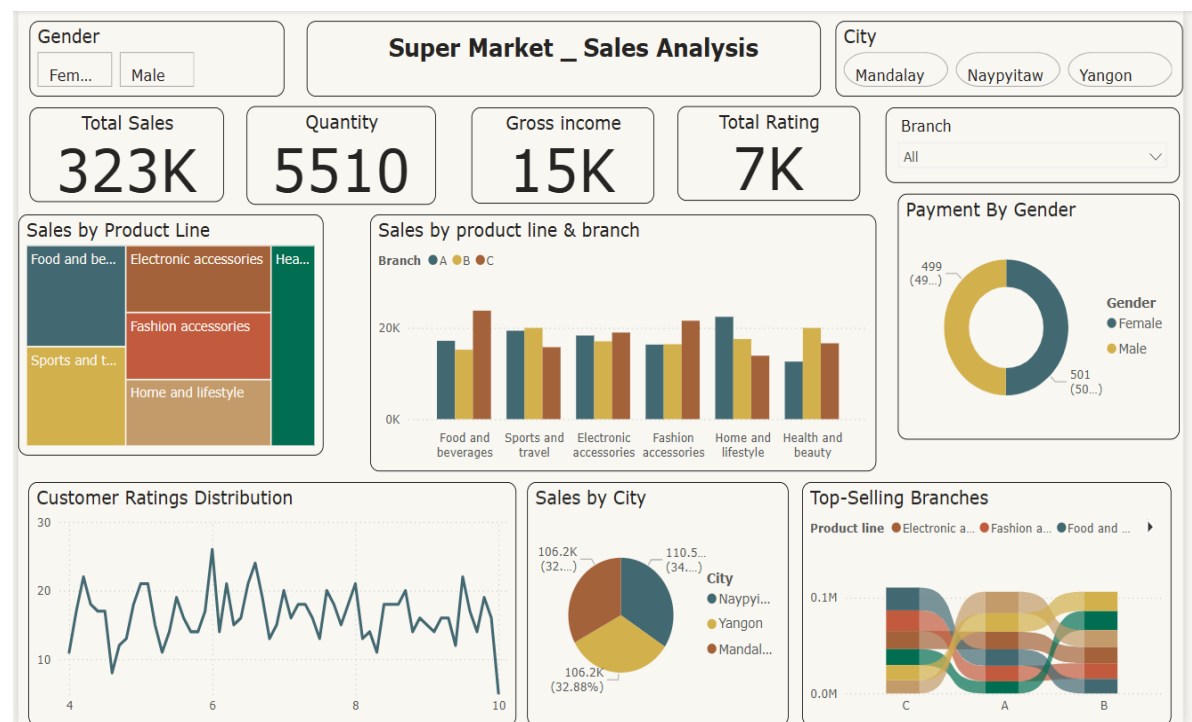 Gender
Fem...
Male
Super Market _ Sales Analysis
City
Mandalay
Naypyitaw
Yangon
Total Sales
323K
Quantity
5510
Gross income
15K
Total Rating
7K
Branch
All
Sales by Product Line
Food and be...
Electronic accessories
Hea...
Fashion accessories
Sports and t...
Home and lifestyle
Sales by product line & branch
Branch A B C
20K
0K
Food and
beverages
Sports and
travel
Electronic
accessories
Fashion
accessories
Home and
lifestyle
Health and
beauty
Payment By Gender
499
(49...)
501
(50...)
Gender
Female
Male
Customer Ratings Distribution
30
20
10
4 6 8 10
Sales by City
106.2K
(32....)
110.5...
(34....)
106.2K
(32.88%)
City
Naypyi...
Yangon
Mandal...
Top-Selling Branches
Product line Electronic a... Fashion a... Food and ...
0.1M
0.0M
C A B